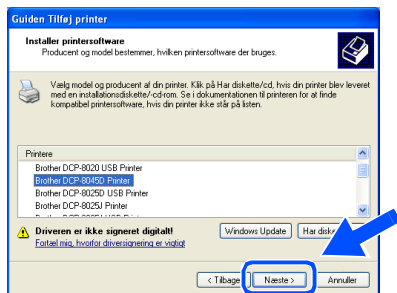 Guiden Tilføj printer
Installer printersoftware
Producent og model bestemmer, hvilken printersoftware der bruges.
Vælg model og producent af din printer. Klik på Har diskette/cd, hvis din printer blev leveret
med en installationsdiskette/-cd-rom. Se i dokumentationen til printeren for at finde
kompatibel printersoftware, hvis din printer ikke står på listen.
Printere
Brother DCP-8020 USB Printer
Brother DCP-8045D Printer
Brother DCP-8025D USB Printer
Brother DCP-8025J Printer
Driveren er ikke signeret digitalt!
Fortæl mig, hvorfor driversignering er vigtigt
Windows Update
Har
< Tilbage
Næste >
Annuller